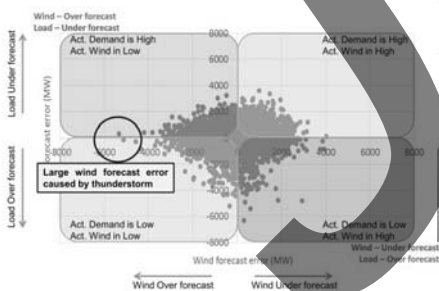 Wind – Over forecast
Load – Under forecast
Act. Demand is High
Act. Wind in Low
8000
Act. Demand is High
Act. Wind in High
6000
4000
2000
Load Under forecast
forecast error (MW)
8000
4000
2000
4000
6000
8000
Large wind forecast error
caused by thunderstorm
-2000
-4000
-6000
Load Over forecast
Act. Demand is Low
Act. Wind in Low
-8000
Act. Demand is Low
Act. Wind in High
Wind forecast error (MW)
Wind – Under forecast
Load – Over forecast
Wind Over forecast
Wind Under forecast